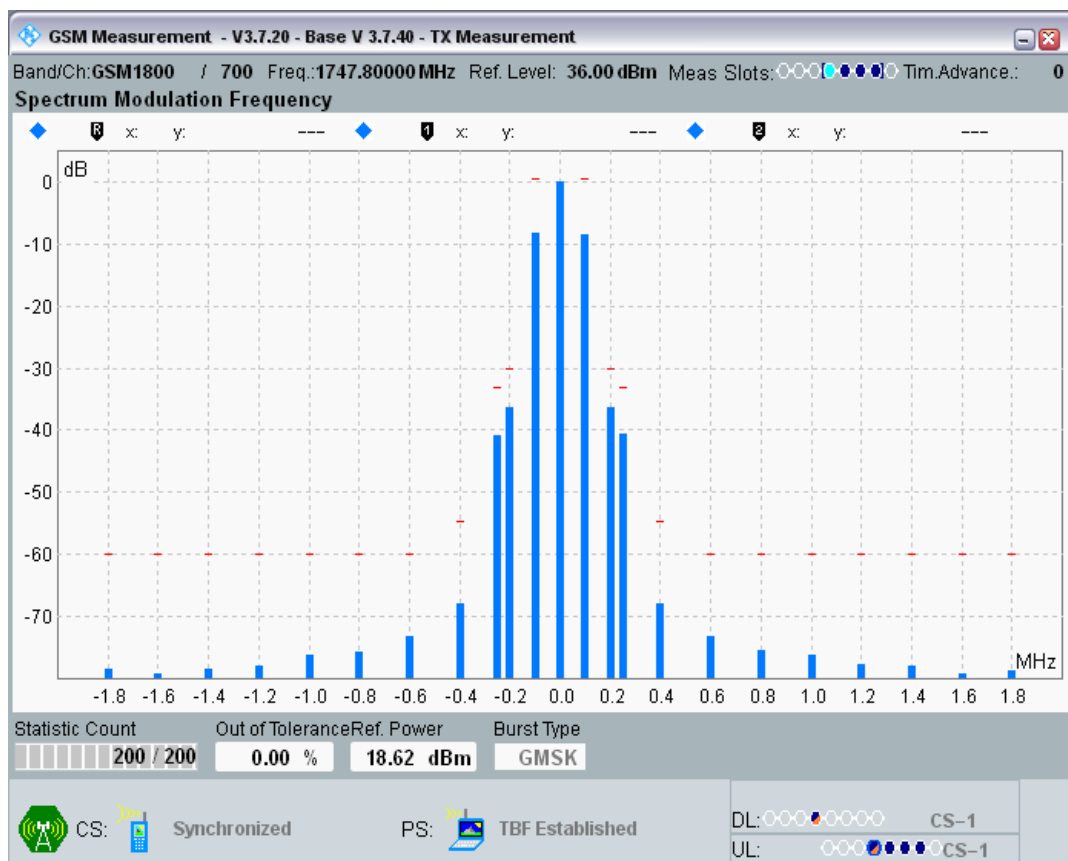 GSM Measurement - V3.7.20 - Base V 3.7.40 - TX Measurement
Band/Ch:GSM1800 / 700 Freq.:1747.80000 MHz Ref. Level: 36.00 dBm Meas Slots: Tim.Advance.: 0
Spectrum Modulation Frequency
R x: y: --- 1 x: y: --- 2 x: y: ---
dB
0
-10
-20
-30
-40
-50
-60
-70
MHz
-1.8 -1.6 -1.4 -1.2 -1.0 -0.8 -0.6 -0.4 -0.2 0.0 0.2 0.4 0.6 0.8 1.0 1.2 1.4 1.6 1.8
Statistic Count Out of Tolerance Ref. Power Burst Type
200 / 200 0.00 % 18.62 dBm GMSK
CS: Synchronized PS: TBF Established DL: CS-1
UL: CS-1